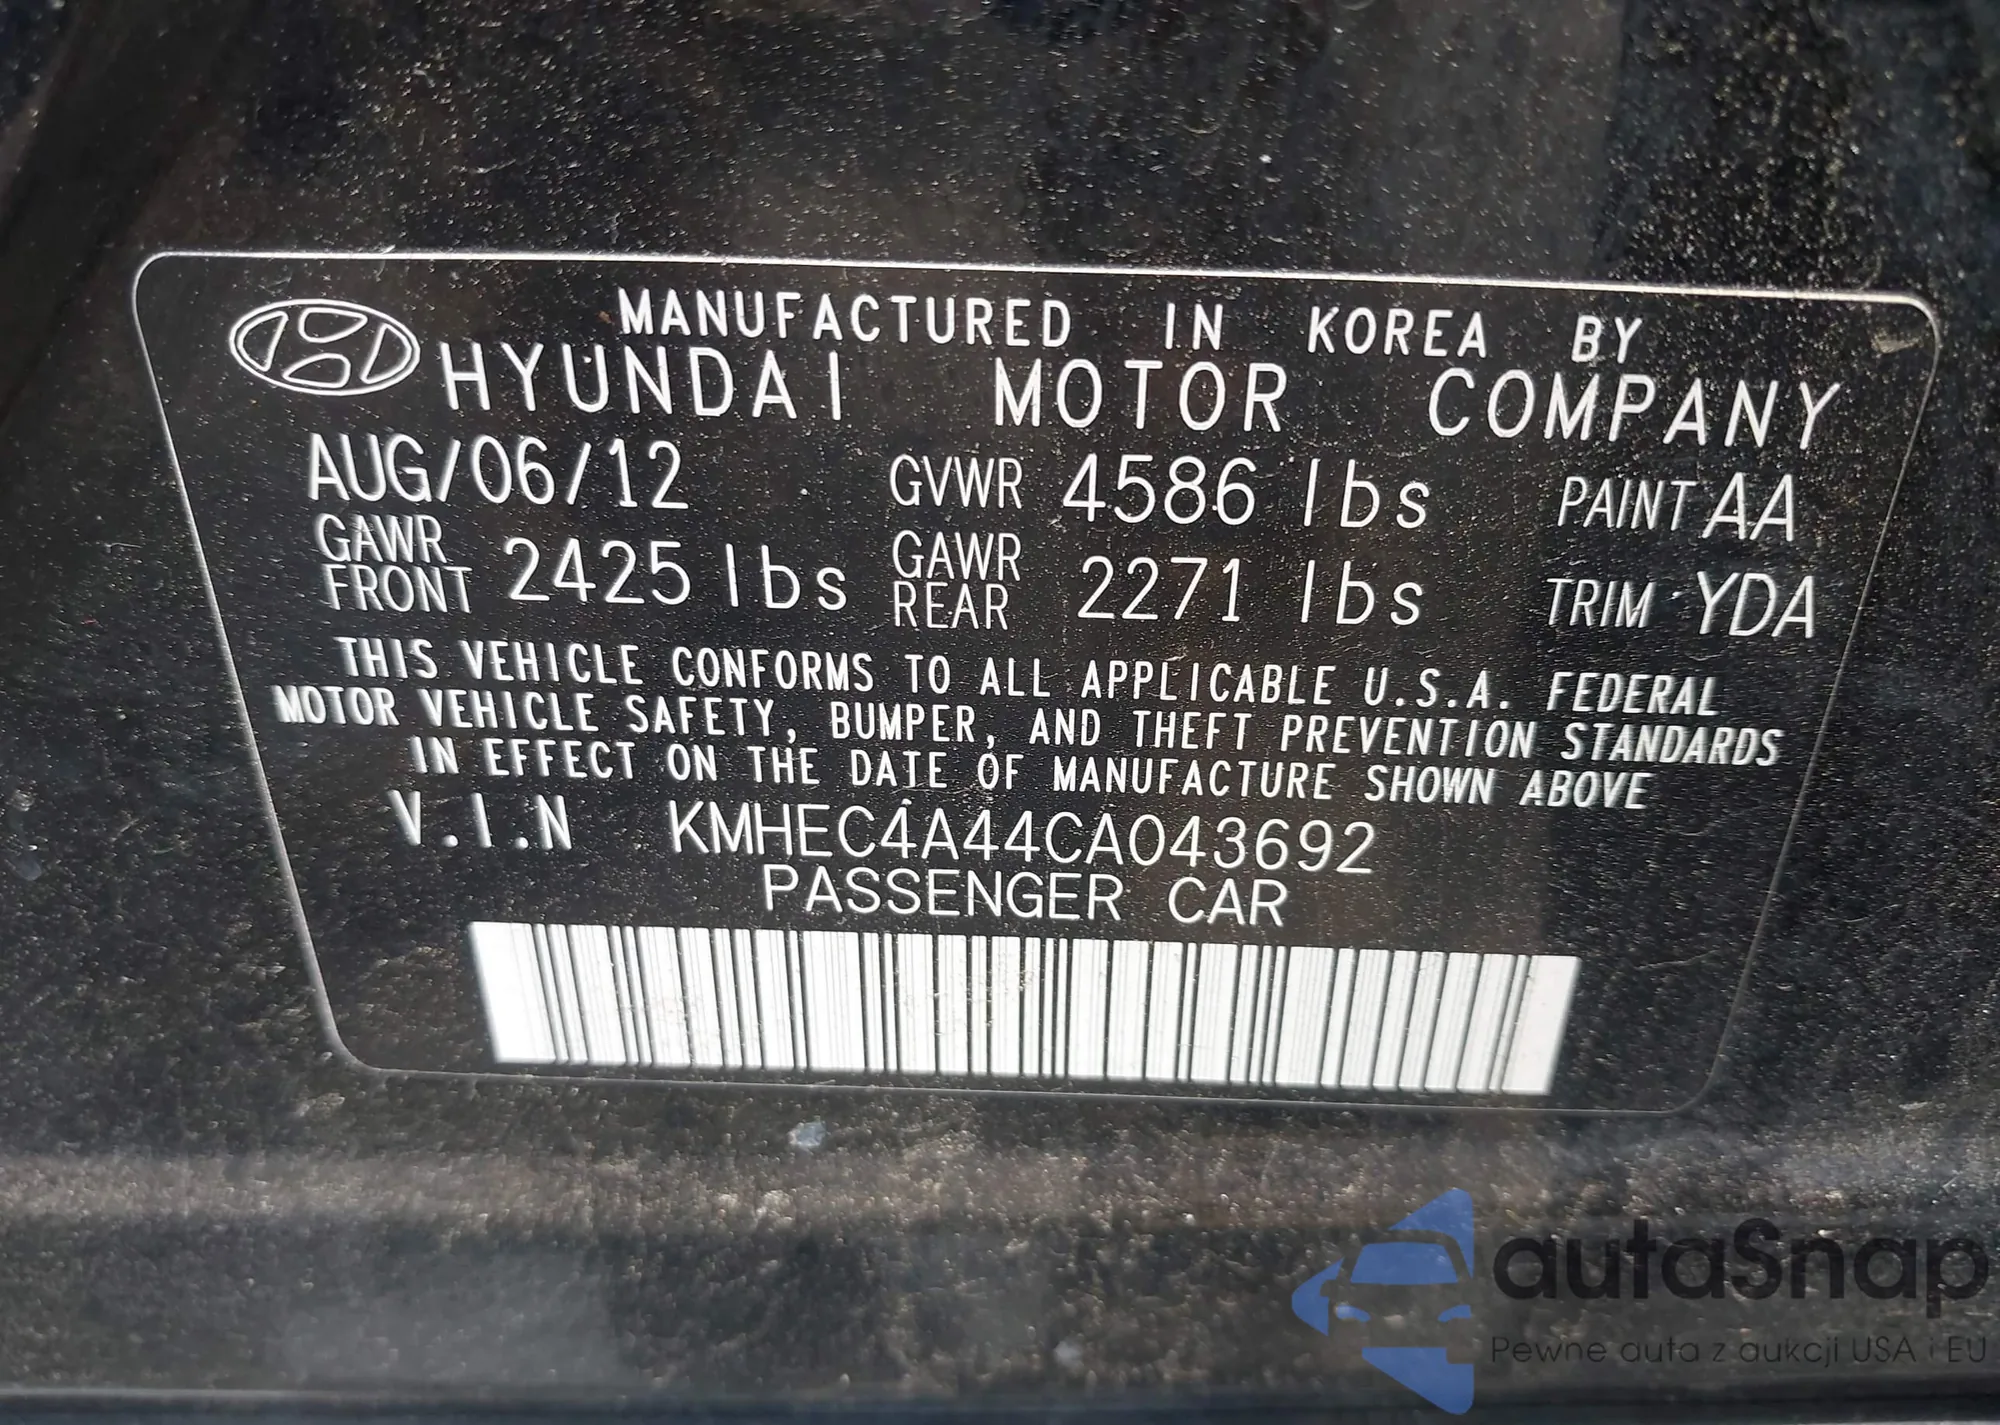 MANUFACTURED IN KOREA BY
HYUNDAI MOTOR COMPANY
AUG/06/12 GVWR 4586 lbs PAINT AA
GAWR FRONT 2425 lbs GAWR REAR 2271 lbs TRIM YDA
THIS VEHICLE CONFORMS TO ALL APPLICABLE U.S.A. FEDERAL
MOTOR VEHICLE SAFETY, BUMPER, AND THEFT PREVENTION STANDARDS
IN EFFECT ON THE DATE OF MANUFACTURE SHOWN ABOVE
V.I.N KMHEC4A44CA043692
PASSENGER CAR
autaSnap
Pewne auta z aukcji USA i EU